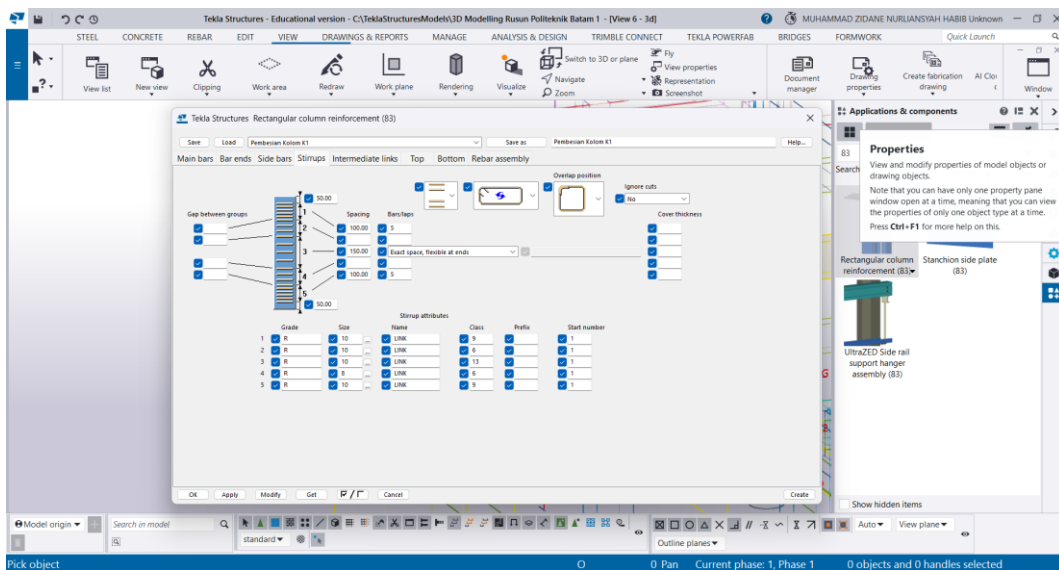 Tekla Structures - Educational version - C:\TeklaStructuresModels\3D Modelling Rusun Politeknik Batam 1 - [View 6 - 3d]
MUHAMMAD ZIDANE NURLIANSYAH HABIB Unknown
STEEL CONCRETE REBAR EDIT VIEW DRAWINGS & REPORTS MANAGE ANALYSIS & DESIGN TRIMBLE CONNECT TEKLA POWERFAB BRIDGES FORMWORK Quick Launch
Switch to 3D or plane
Navigate
Zoom
Fly
View properties
Representation
Screenshot
View list New view Clipping Work area Redraw Work plane Rendering Visualize Document manager Drawing properties Create fabrication drawing AI Clo Window
Tekla Structures Rectangular column reinforcement (83)
Save Load Pembesian Kolom K1 Save as Pembesian Kolom K1 Help...
Main bars Bar ends Side bars Stirrups Intermediate links Top Bottom Rebar assembly
Overlap position
Ignore cuts
No
50.00
Gap between groups Spacing Bars/laps Cover thickness
1
2 100.00 5
3 150.00 Exact space, flexible at ends
4 100.00 5
5
50.00
Stirrup attributes
Grade Size Name Class Prefix Start number
1 R 10 ... LINK 9 1
2 R 10 ... LINK 6 1
3 R 10 ... LINK 13 1
4 R 8 ... LINK 6 1
5 R 10 ... LINK 9 1
OK Apply Modify Get Cancel Create
Applications & components
83
Search
Properties
View and modify properties of model objects or
drawing objects.
Note that you can have only one property pane
window open at a time, meaning that you can view
the properties of only one object type at a time.
Press Ctrl+F1 for more help on this.
Rectangular column
reinforcement (83)
Stanchion side plate
(83)
UltraZED Side rail
support hanger
assembly (83)
Show hidden items
Model origin Search in model
standard
Auto View plane
Outline planes
Pick object O 0 Pan Current phase: 1, Phase 1 0 objects and 0 handles selected